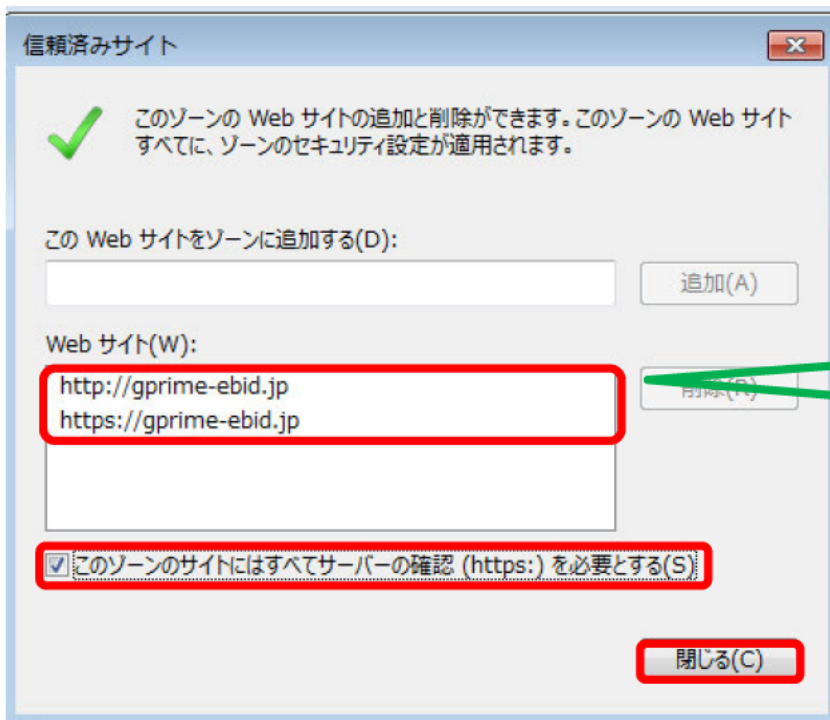 信頼済みサイト
このゾーンの Web サイトの追加と削除ができます。このゾーンの Web サイト
すべてに、ゾーンのセキュリティ設定が適用されます。
この Web サイトをゾーンに追加する(D):
追加(A)
Web サイト(W):
http://gprime-ebid.jp
削除(R)
https://gprime-ebid.jp
このゾーンのサイトにはすべてサーバーの確認 (https:) を必要とする(S)
閉じる(C)